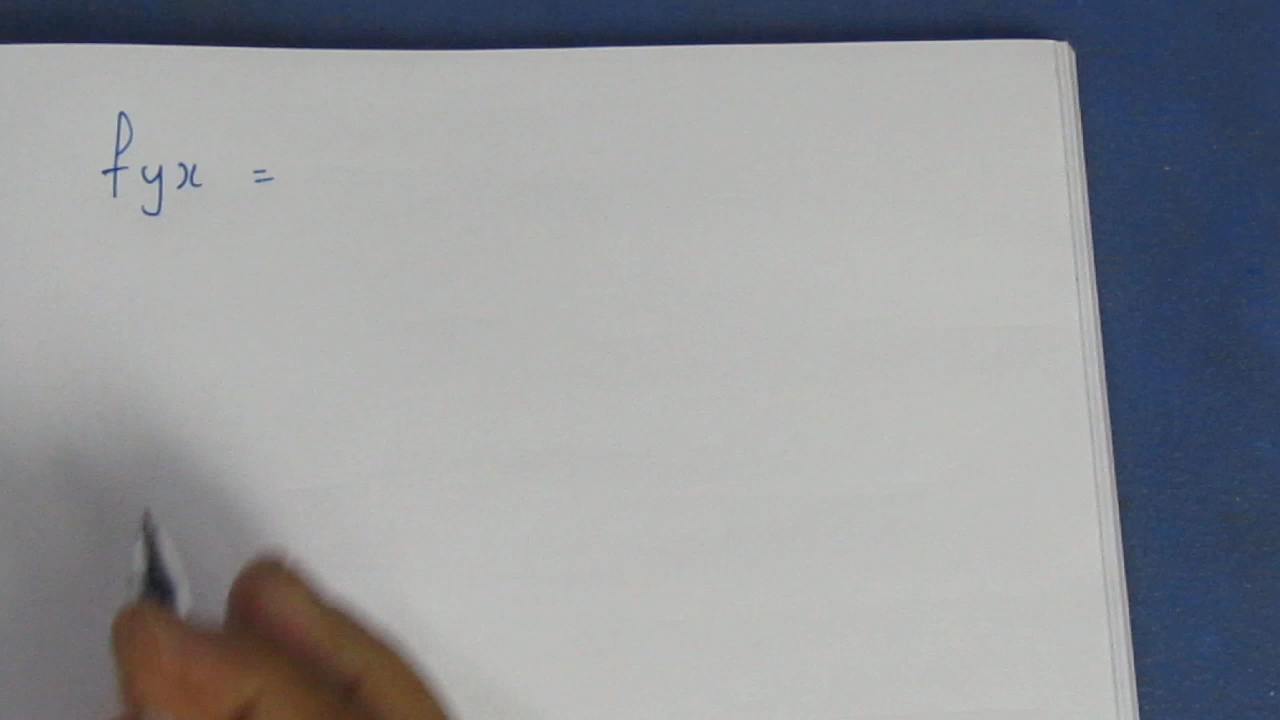 fyx =